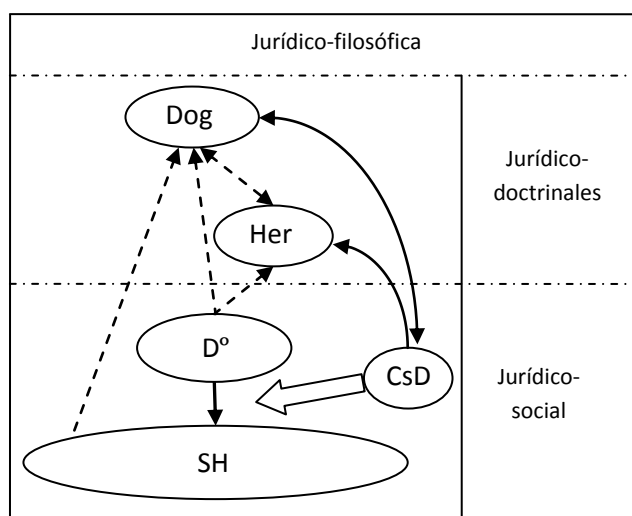 Jurídico-filosófica
Dog
Jurídico-
doctrinales
Her
Dº
CsD
Jurídico-
social
SH